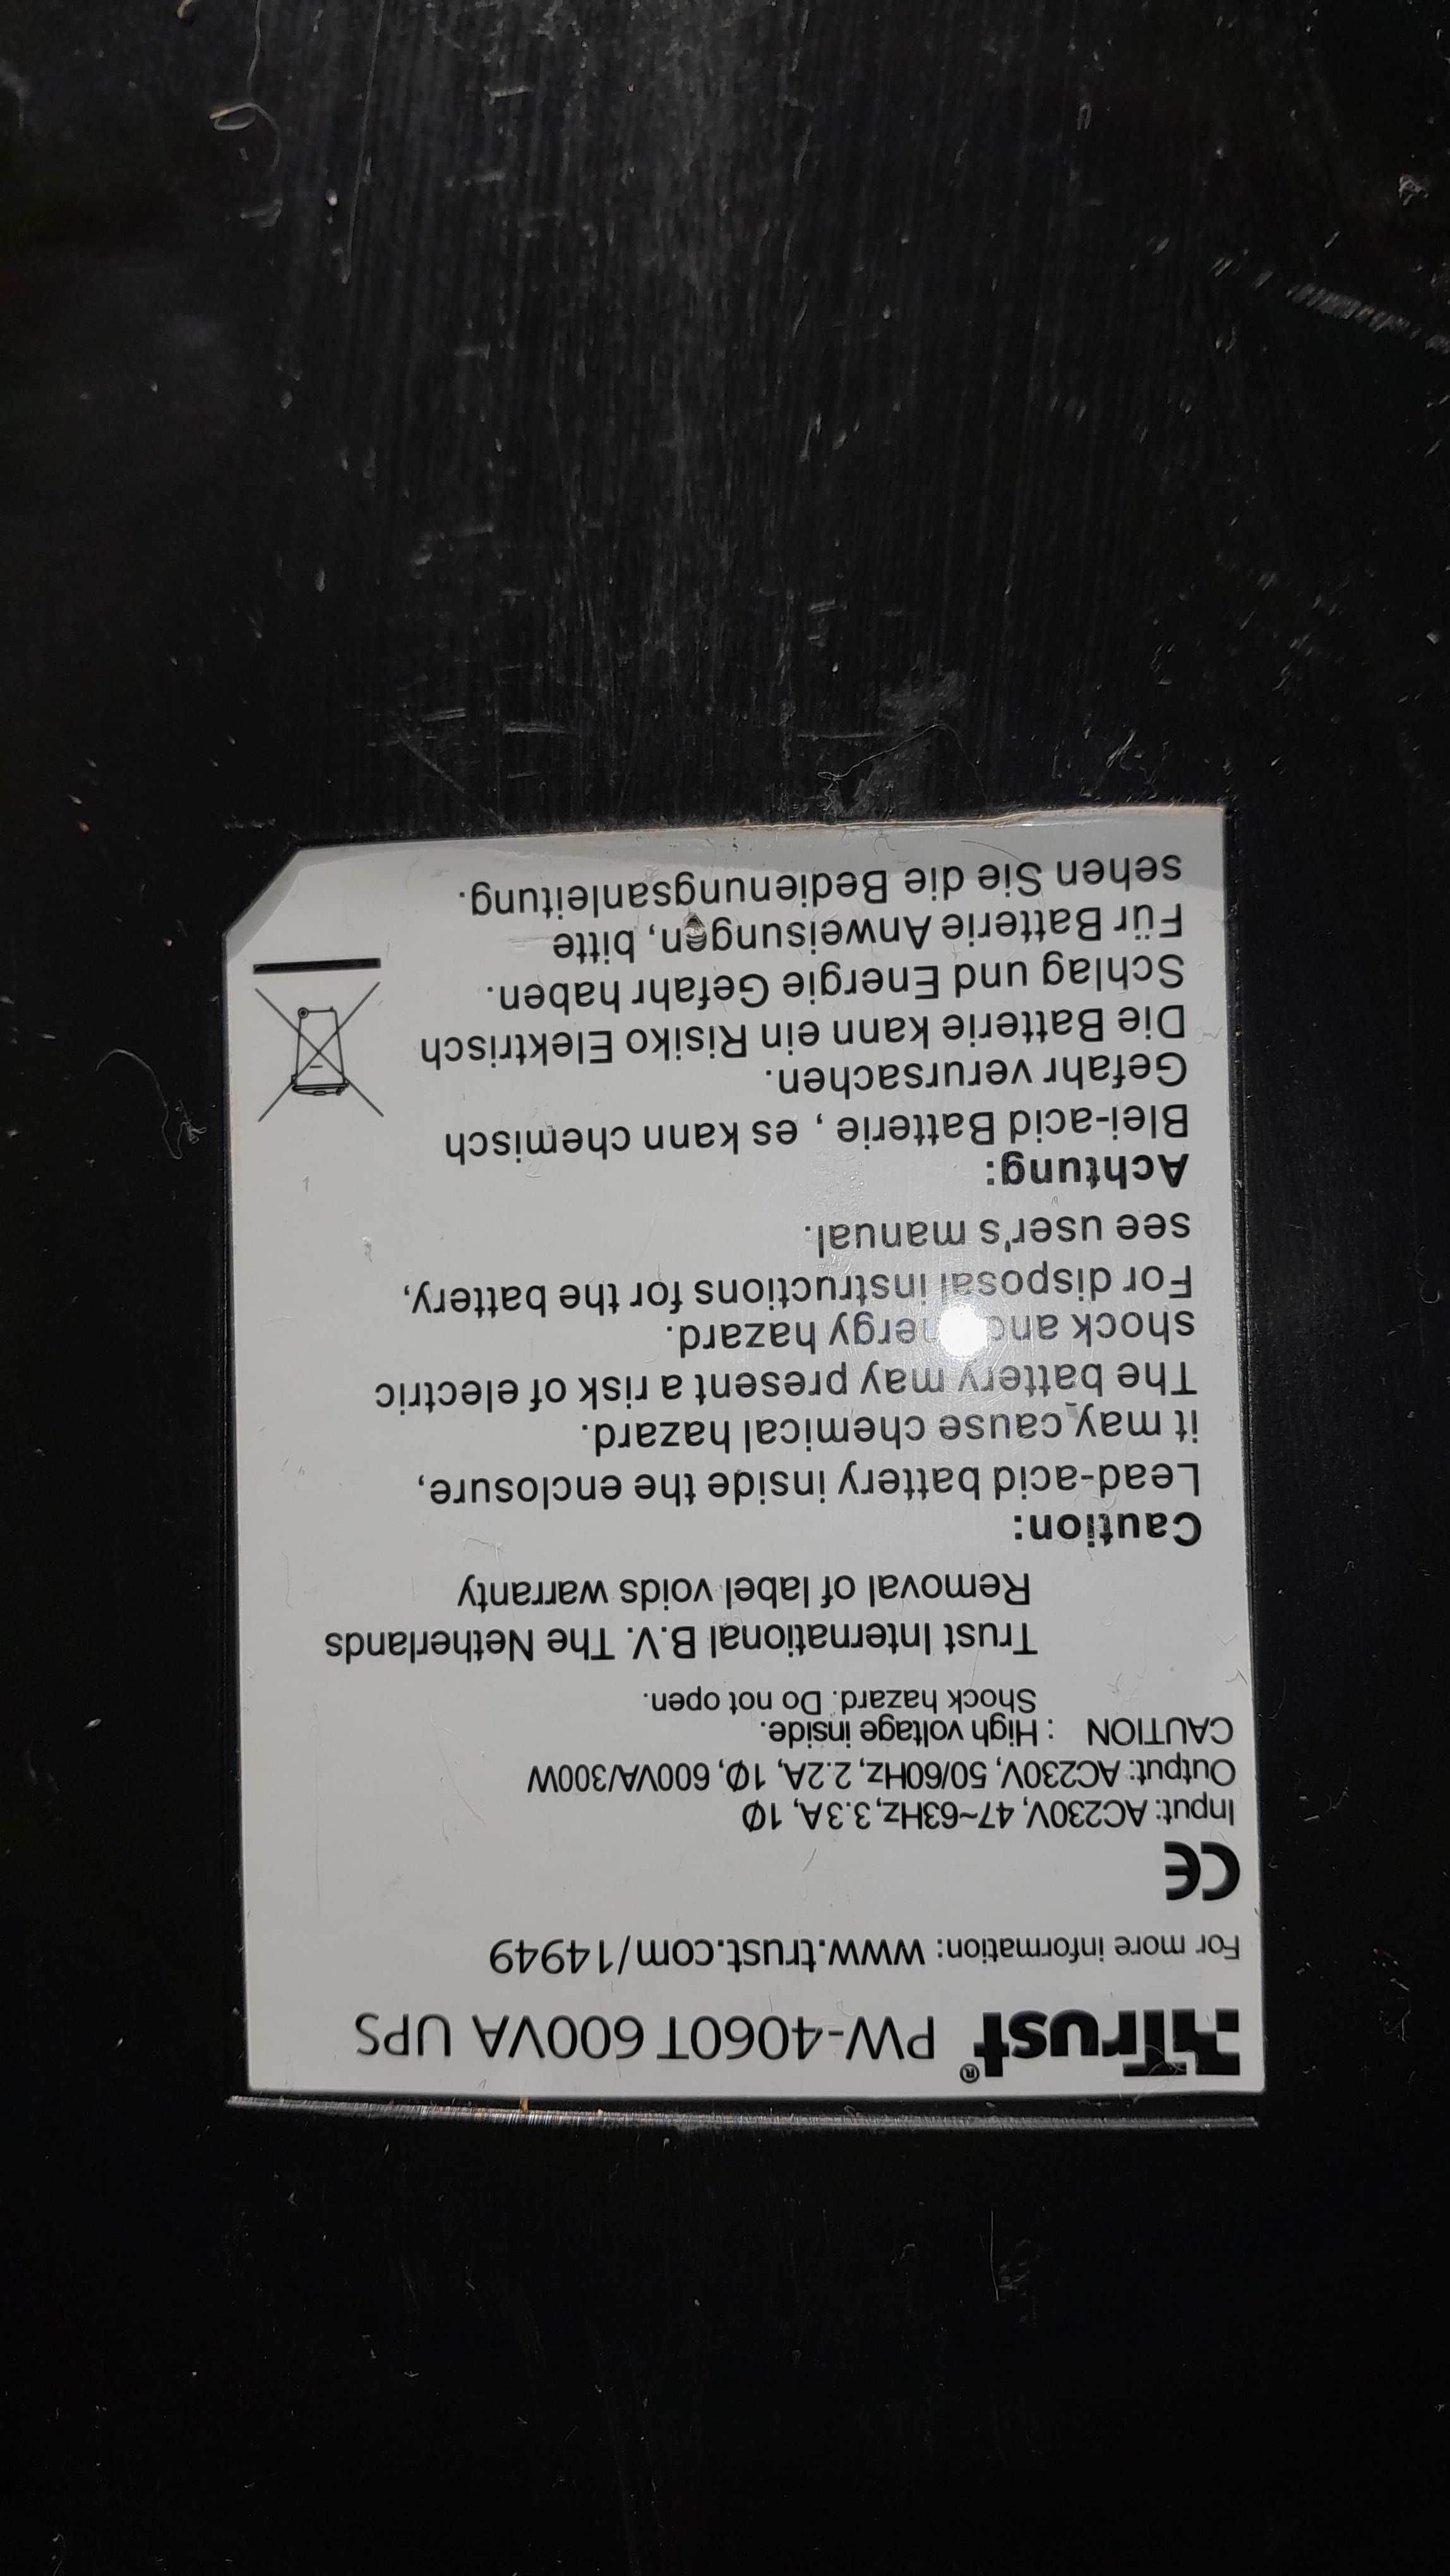 Trust® PW-4060T 600VA UPS
For more information: www.trust.com/14949
CE
Input: AC230V, 47~63Hz, 3.3A, 1Ø
Output: AC230V, 50/60Hz, 2.2A, 1Ø, 600VA/300W
CAUTION : High voltage inside.
Shock hazard. Do not open.
Trust International B.V. The Netherlands
Removal of label voids warranty
Caution:
Lead-acid battery inside the enclosure,
it may cause chemical hazard.
The battery may present a risk of electric
shock and energy hazard.
For disposal instructions for the battery,
see user's manual.
Achtung:
Blei-acid Batterie , es kann chemisch
Gefahr verursachen.
Die Batterie kann ein Risiko Elektrisch
Schlag und Energie Gefahr haben.
Für Batterie Anweisungen, bitte
sehen Sie die Bedienungsanleitung.